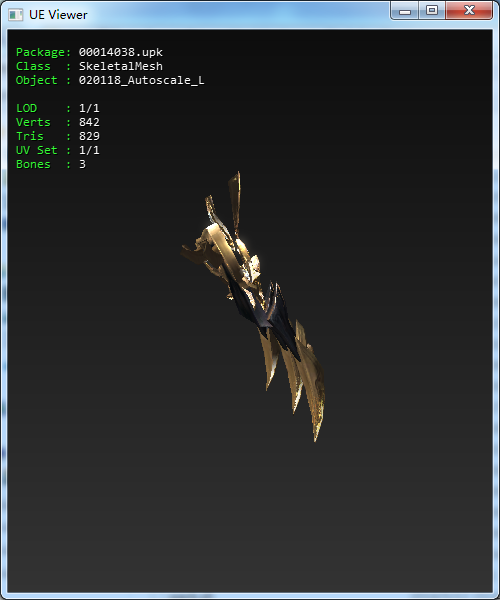 UE Viewer
Package: 00014038.upk
Class  : SkeletalMesh
Object : 020118_Autoscale_L
LOD    : 1/1
Verts  : 842
Tris   : 829
UV Set : 1/1
Bones  : 3